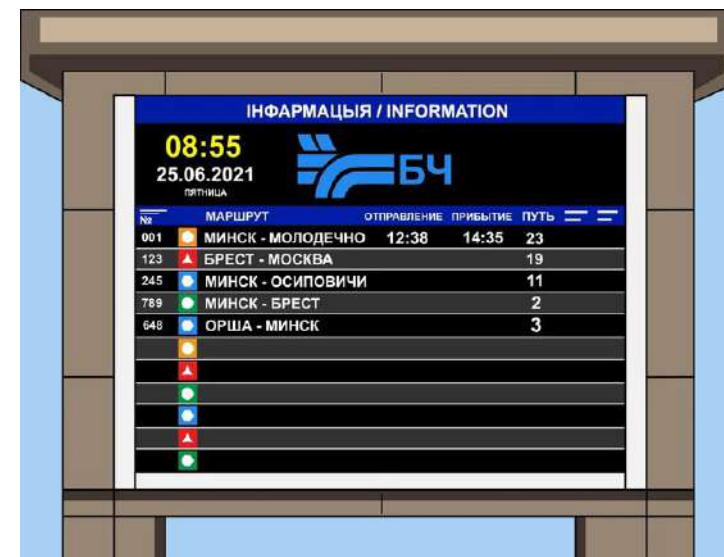 ІНФАРМАЦЫЯ / INFORMATION
08:55
25.06.2021
ПЯТНИЦА
БЧ
№ МАРШРУТ ОТПРАВЛЕНИЕ ПРИБЫТИЕ ПУТЬ
001 МИНСК - МОЛОДЕЧНО 12:38 14:35 23
123 БРЕСТ - МОСКВА 19
245 МИНСК - ОСИПОВИЧИ 11
789 МИНСК - БРЕСТ 2
648 ОРША - МИНСК 3